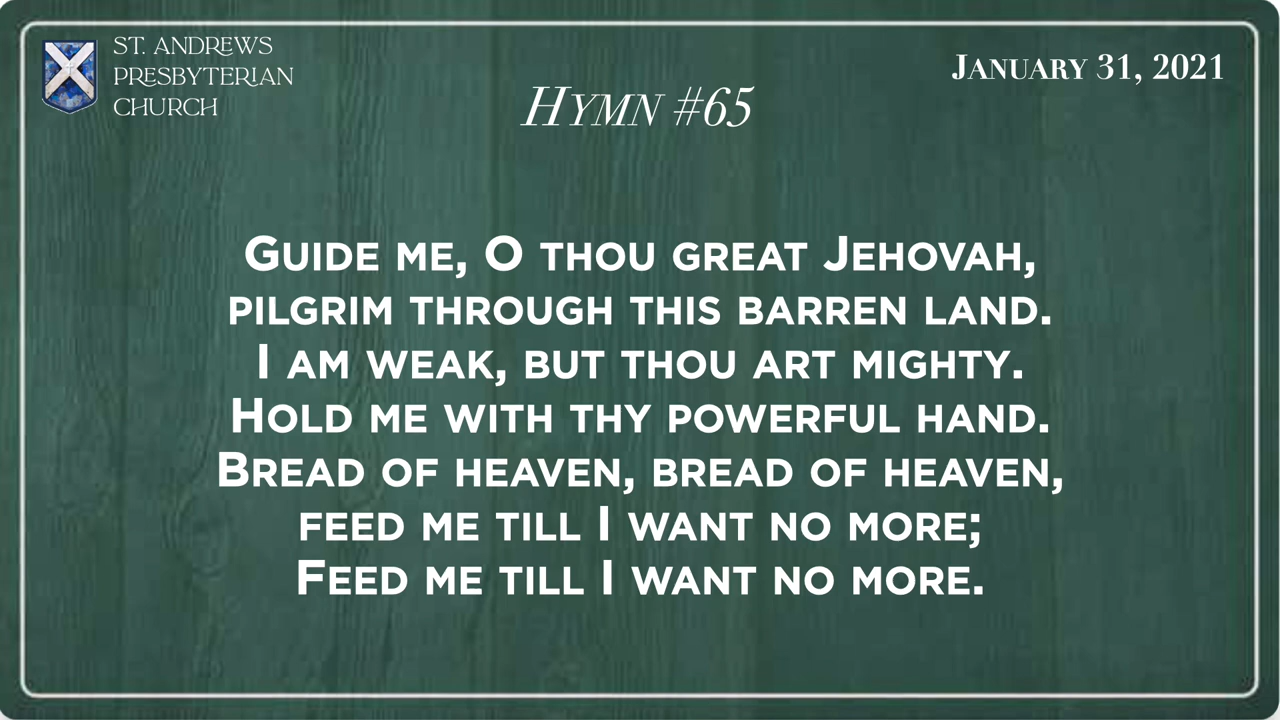 ST. ANDREWS
PRESBYTERIAN
CHURCH
JANUARY 31, 2021
HYMN #65
GUIDE ME, O THOU GREAT JEHOVAH,
PILGRIM THROUGH THIS BARREN LAND.
I AM WEAK, BUT THOU ART MIGHTY.
HOLD ME WITH THY POWERFUL HAND.
BREAD OF HEAVEN, BREAD OF HEAVEN,
FEED ME TILL I WANT NO MORE;
FEED ME TILL I WANT NO MORE.